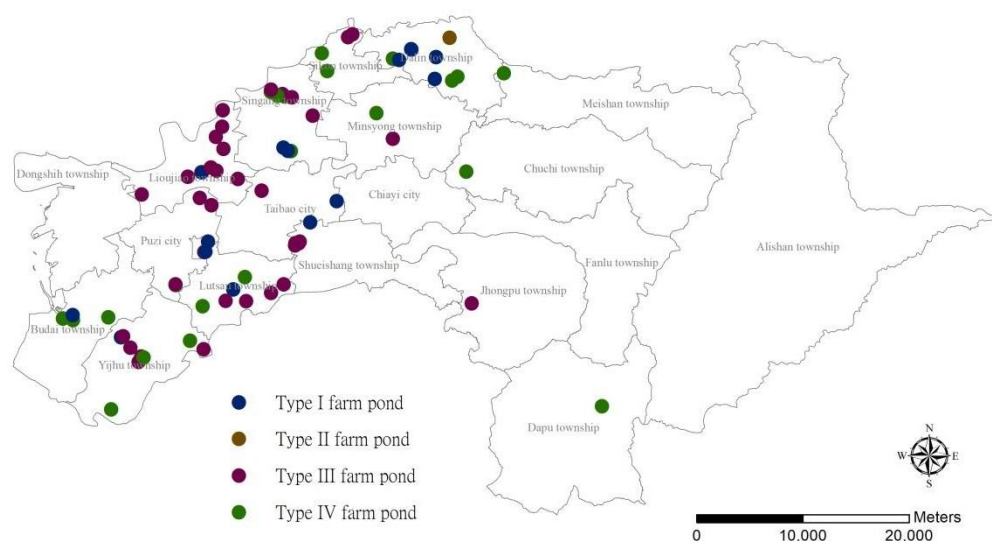 Dalin township
Sikou township
Singang township
Meishan township
Minsyong township
Dongshih township
Lioujiao township
Chuchi township
Chiayi city
Taibao city
Puzi city
Alishan township
Shueishang township
Fanlu township
Lutsao township
Jhongpu township
Budai township
Yijhu township
Dapu township
Type I farm pond
Type II farm pond
Type III farm pond
Type IV farm pond
N
W E
S
Meters
0 10,000 20,000